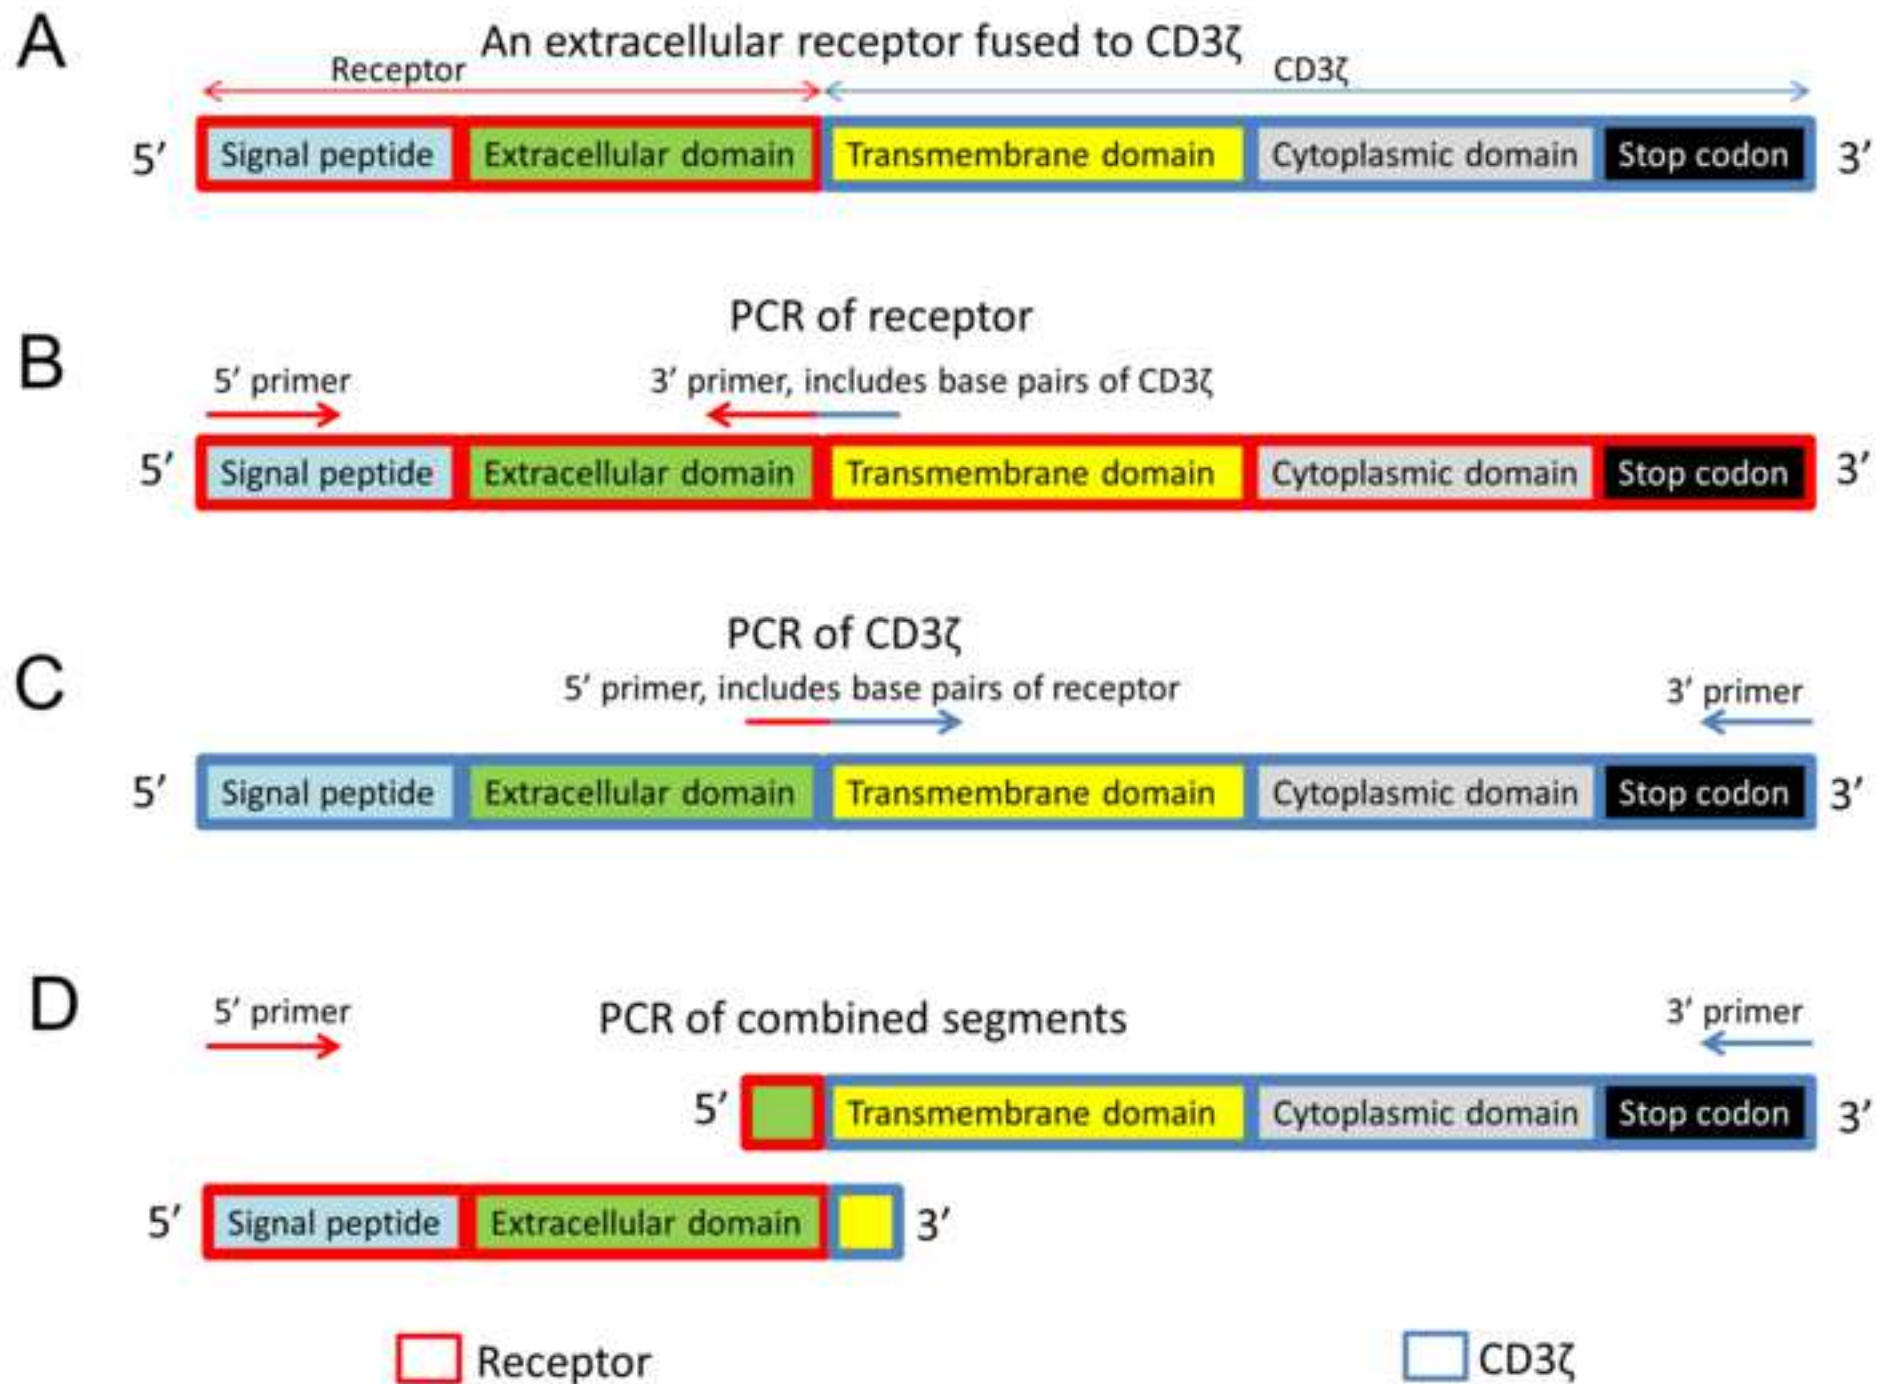 A
An extracellular receptor fused to CD3ζ
Receptor
CD3ζ
5′ Signal peptide Extracellular domain Transmembrane domain Cytoplasmic domain Stop codon 3′
PCR of receptor
B
5′ primer
3′ primer, includes base pairs of CD3ζ
5′ Signal peptide Extracellular domain Transmembrane domain Cytoplasmic domain Stop codon 3′
PCR of CD3ζ
C
5′ primer, includes base pairs of receptor
3′ primer
5′ Signal peptide Extracellular domain Transmembrane domain Cytoplasmic domain Stop codon 3′
D
5′ primer
PCR of combined segments
3′ primer
5′ Transmembrane domain Cytoplasmic domain Stop codon 3′
5′ Signal peptide Extracellular domain 3′
Receptor
CD3ζ